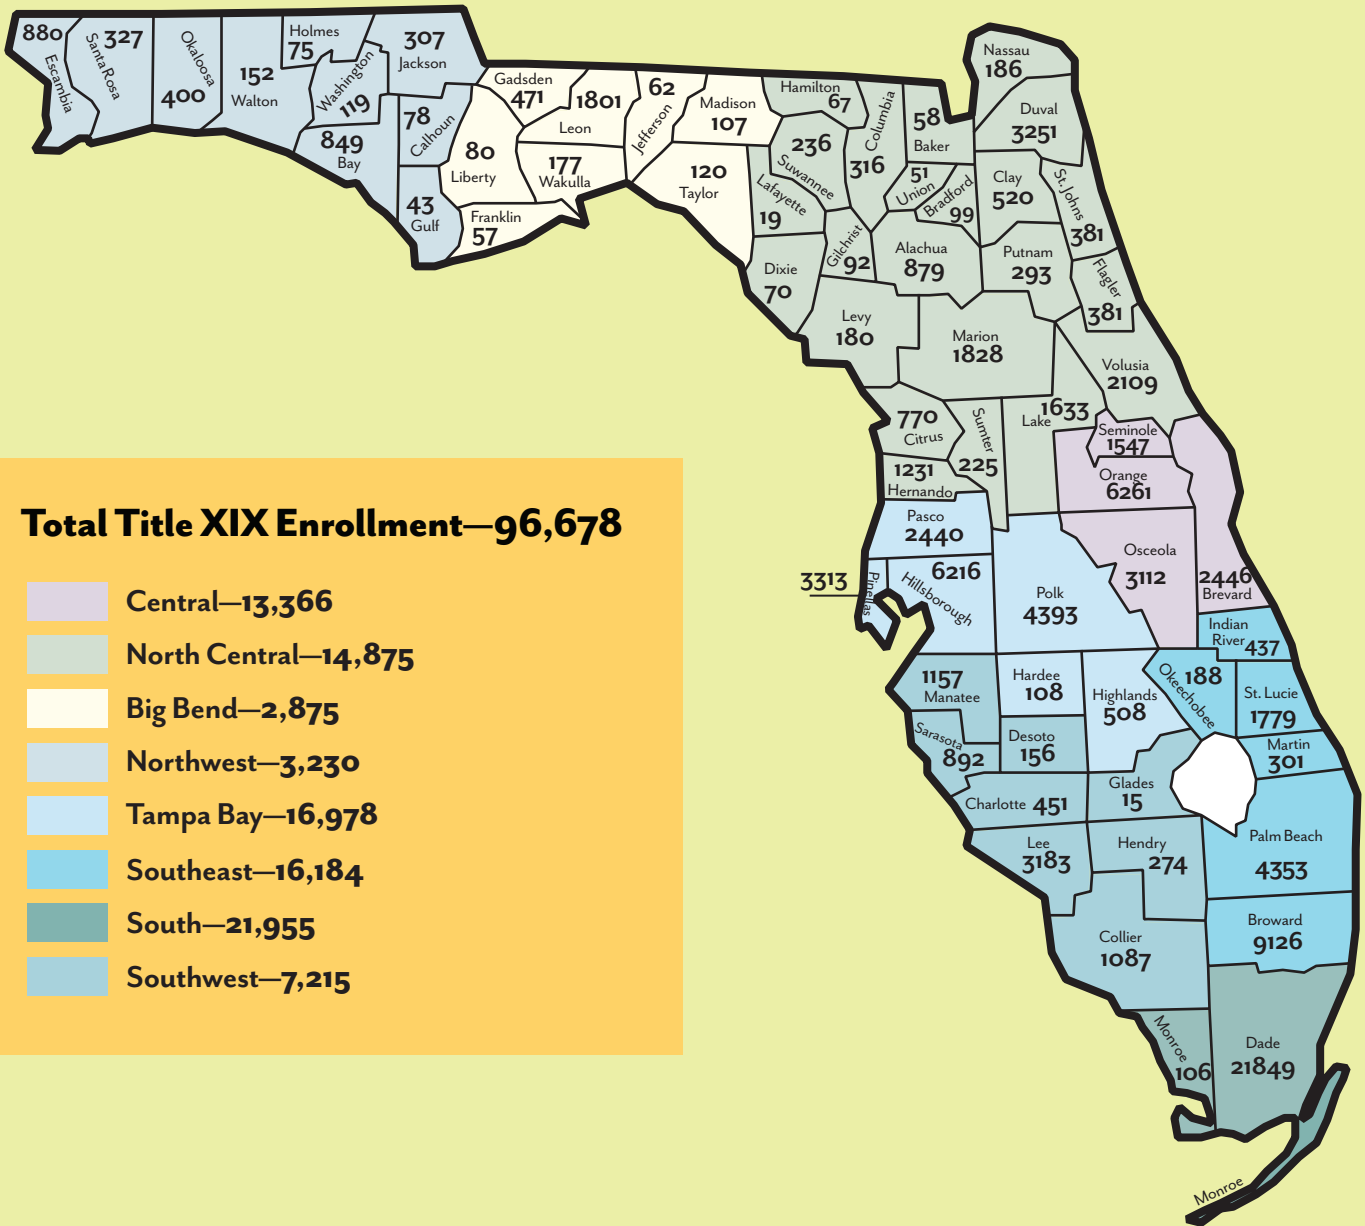 880
Escambia
Santa Rosa
327
Okaloosa
400
152
Walton
Holmes
75
Washington
119
307
Jackson
849
Bay
78
Calhoun
43
Gulf
Gadsden
471
1801
Leon
80
Liberty
177
Wakulla
Franklin
57
62
Jefferson
Madison
107
120
Taylor
Hamilton
67
236
Suwannee
Lafayette
19
Columbia
316
58
Baker
51
Union
Bradford
99
Nassau
186
Duval
3251
Clay
520
St. Johns
381
Gilchrist
92
Alachua
879
Putnam
293
Flagler
381
Dixie
70
Levy
180
Marion
1828
Volusia
2109
770
Citrus
Sumter
225
Lake
1633
Seminole
1547
Orange
6261
1231
Hernando
Pasco
2440
3313
Pinellas
6216
Hillsborough
Polk
4393
Osceola
3112
2446
Brevard
Indian
River 437
1157
Manatee
Hardee
108
Highlands
508
188
Okeechobee
St. Lucie
1779
Sarasota
892
Desoto
156
Martin
301
Charlotte 451
Glades
15
Palm Beach
4353
Lee
3183
Hendry
274
Broward
9126
Collier
1087
Monroe
106
Dade
21849
Monroe
Total Title XIX Enrollment—96,678
Central—13,366
North Central—14,875
Big Bend—2,875
Northwest—3,230
Tampa Bay—16,978
Southeast—16,184
South—21,955
Southwest—7,215